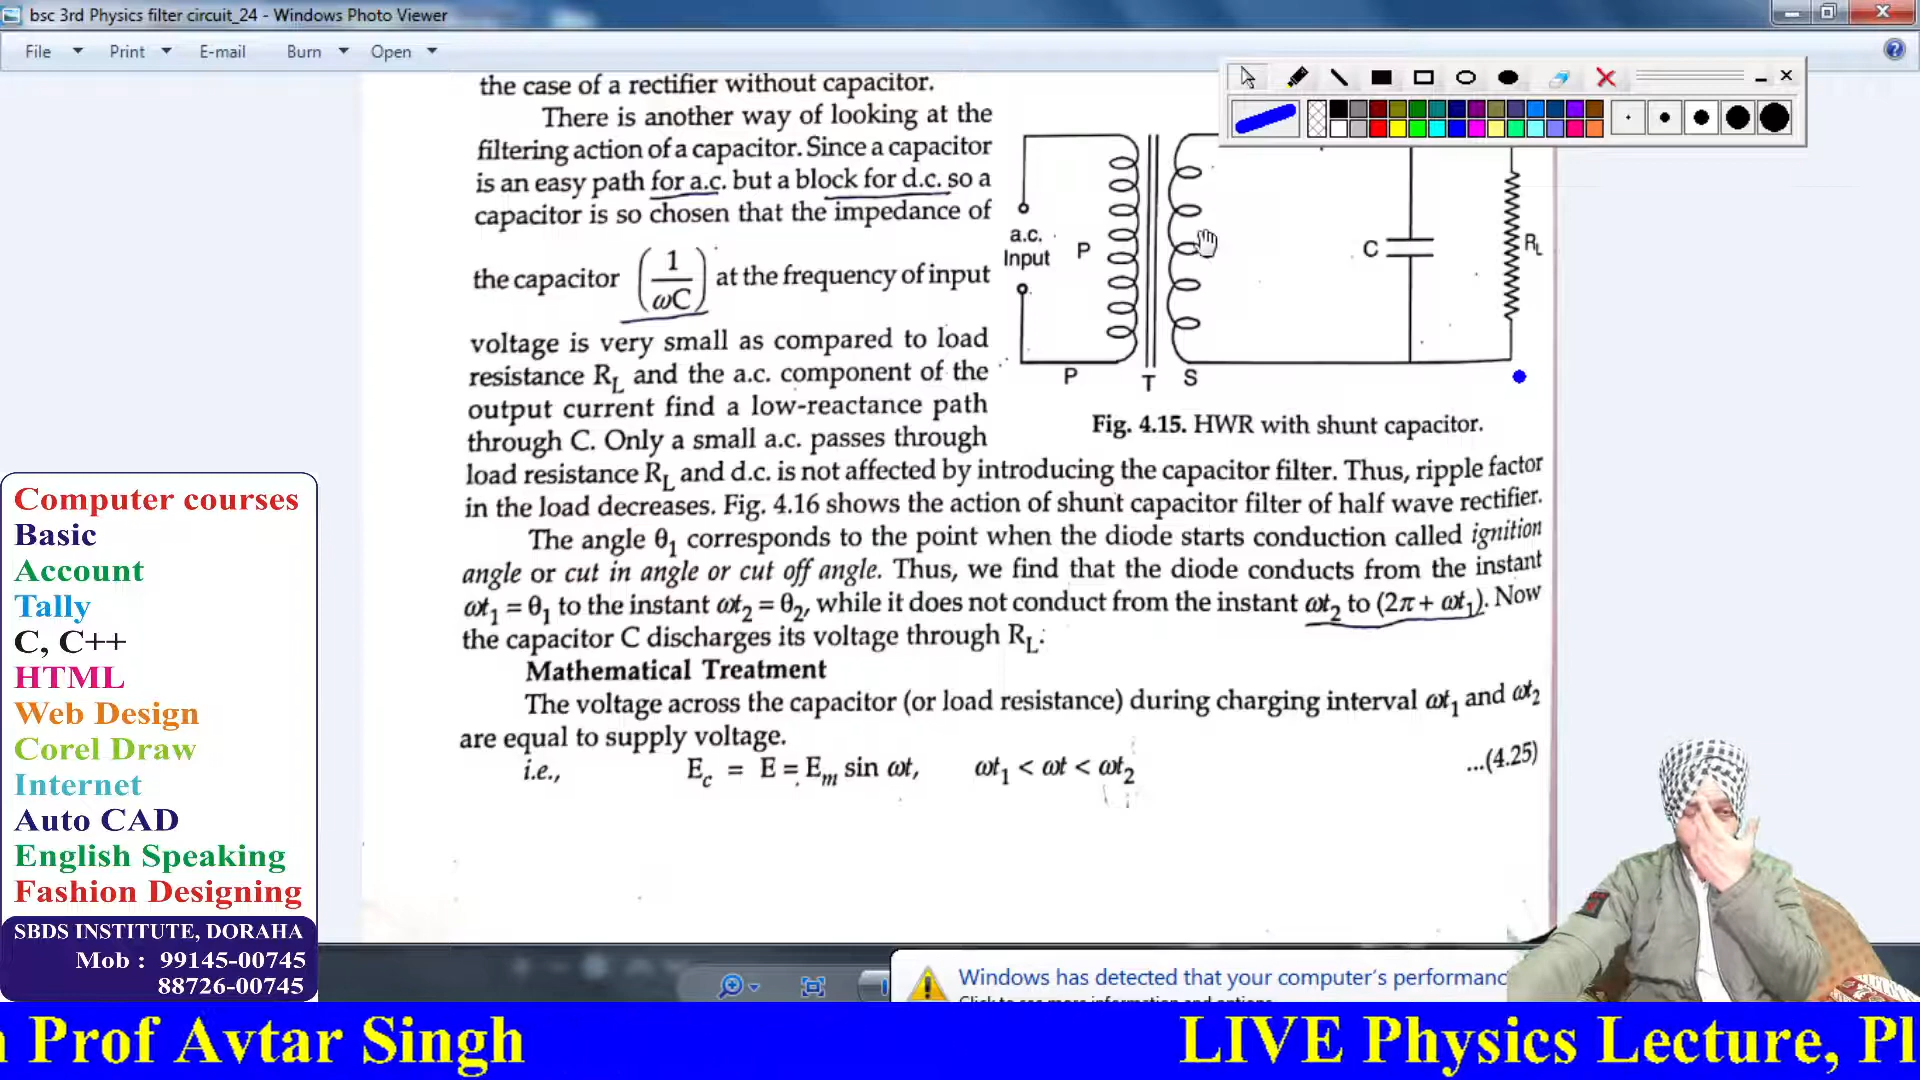 bsc 3rd Physics filter circuit_24 - Windows Photo Viewer
File Print E-mail Burn Open
the case of a rectifier without capacitor.
There is another way of looking at the
filtering action of a capacitor. Since a capacitor
is an easy path for a.c. but a block for d.c. so a
capacitor is so chosen that the impedance of
the capacitor (1/ωC) at the frequency of input
voltage is very small as compared to load
resistance R_L and the a.c. component of the
output current find a low-reactance path
through C. Only a small a.c. passes through
a.c.
Input
P
C
R_L
P
T
S
Fig. 4.15. HWR with shunt capacitor.
load resistance R_L and d.c. is not affected by introducing the capacitor filter. Thus, ripple factor
in the load decreases. Fig. 4.16 shows the action of shunt capacitor filter of half wave rectifier.
The angle θ₁ corresponds to the point when the diode starts conduction called ignition
angle or cut in angle or cut off angle. Thus, we find that the diode conducts from the instant
ωt₁ = θ₁ to the instant ωt₂ = θ₂, while it does not conduct from the instant ωt₂ to (2π + ωt₁). Now
the capacitor C discharges its voltage through R_L.
Mathematical Treatment
The voltage across the capacitor (or load resistance) during charging interval ωt₁ and ωt₂
are equal to supply voltage.
i.e., E_c = E = E_m sin ωt, ωt₁ < ωt < ωt₂ ...(4.25)
Computer courses
Basic
Account
Tally
C, C++
HTML
Web Design
Corel Draw
Internet
Auto CAD
English Speaking
Fashion Designing
SBDS INSTITUTE, DORAHA
Mob : 99145-00745
88726-00745
Windows has detected that your computer's performanc
Click to see more information and options
n Prof Avtar Singh
LIVE Physics Lecture, Pl